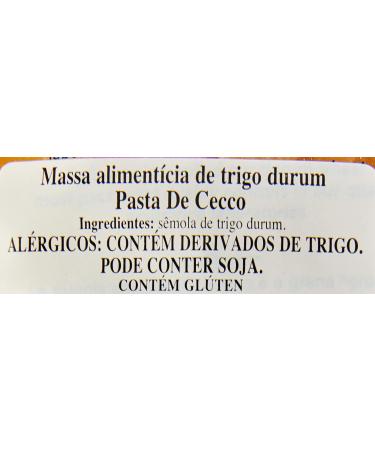 Massa alimentícia de trigo durum
Pasta De Cecco
Ingredientes: sêmola de trigo durum.
ALÉRGICOS: CONTÉM DERIVADOS DE TRIGO.
PODE CONTER SOJA.
CONTÉM GLÚTEN